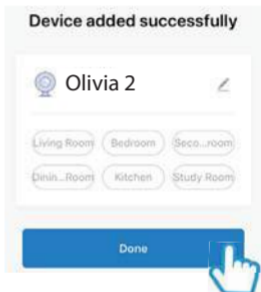 Device added successfully
Olivia 2
Living Room Bedroom Seco...room
Dinin...Room Kitchen Study Room
Done